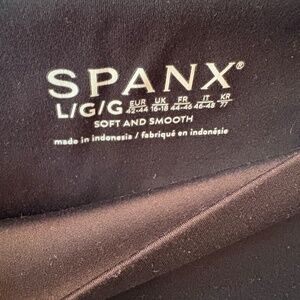 SPANX®
L/G/G EUR 42-44 UK 16-18 FR 44-46 IT 46-48 KR 77
SOFT AND SMOOTH
made in indonesia / fabriqué en indonésie